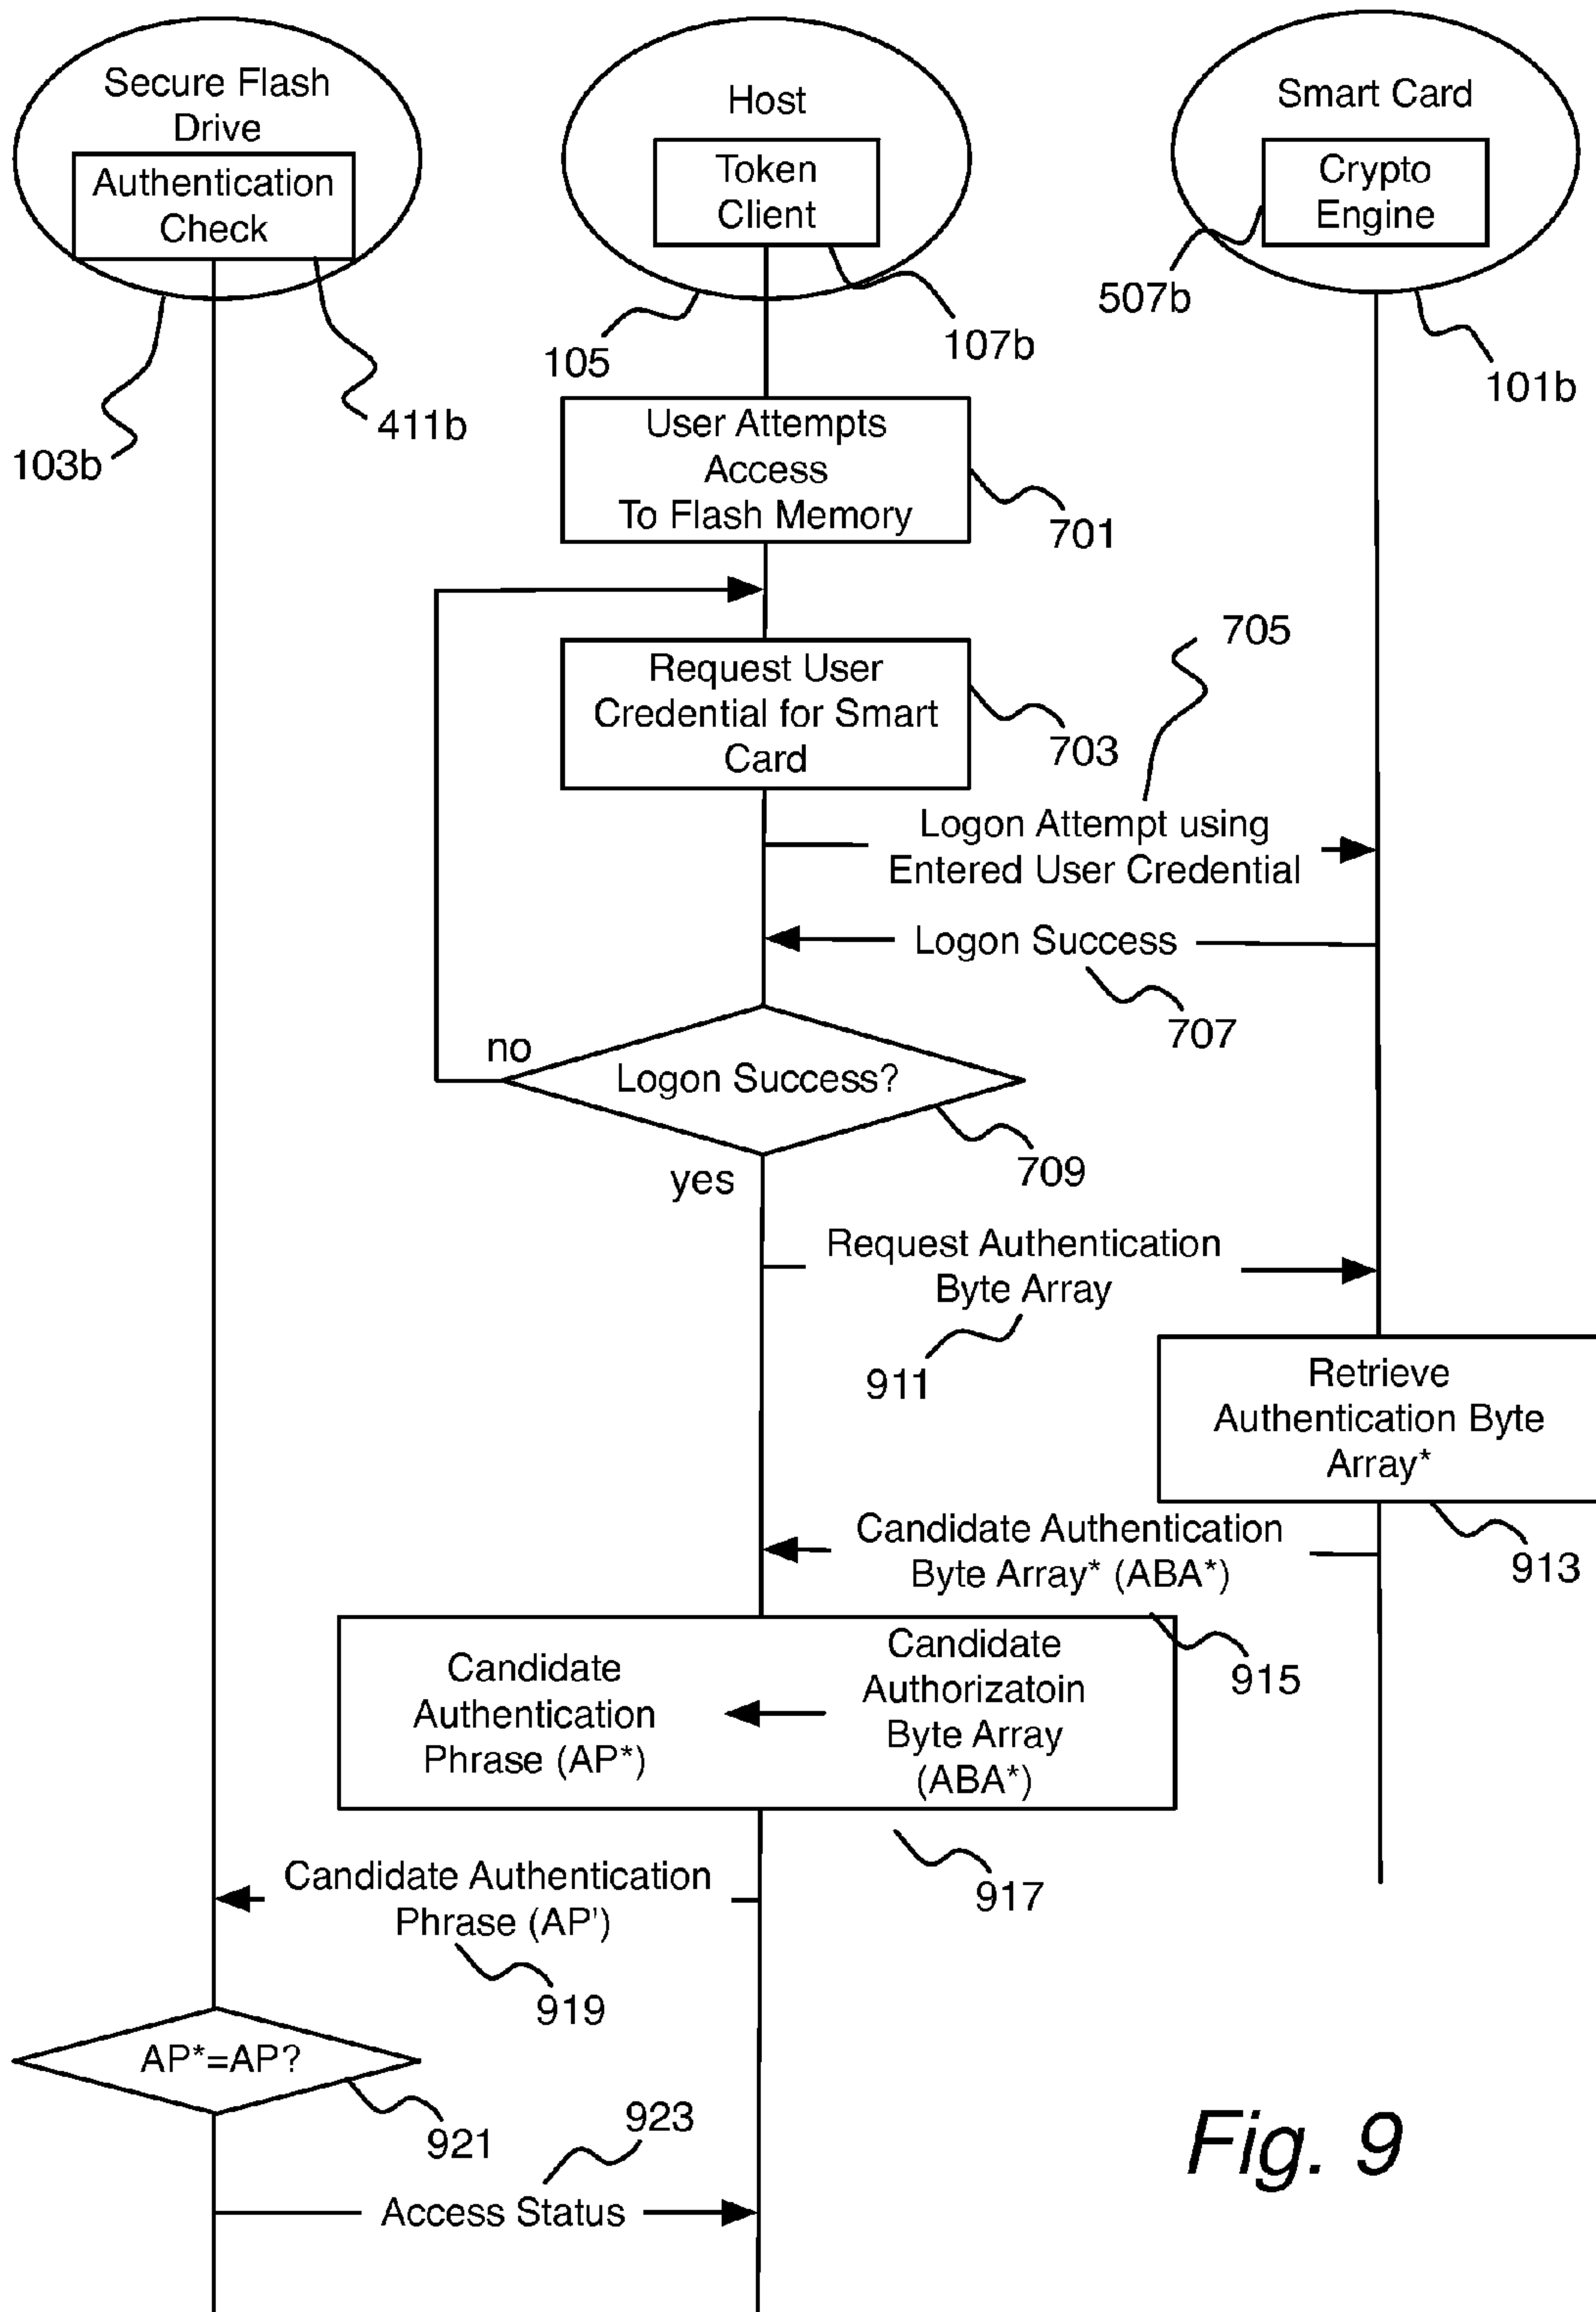 Secure Flash
Drive
Authentication
Check
Host
Token
Client
Smart Card
Crypto
Engine
507b
105
107b
101b
411b
103b
User Attempts
Access
To Flash Memory
701
705
Request User
Credential for Smart
Card
703
Logon Attempt using
Entered User Credential
Logon Success
707
no
Logon Success?
709
yes
Request Authentication
Byte Array
911
Retrieve
Authentication Byte
Array*
913
Candidate Authentication
Byte Array* (ABA*)
915
Candidate
Authentication
Phrase (AP*)
Candidate
Authorizatoin
Byte Array
(ABA*)
917
Candidate Authentication
Phrase (AP')
919
AP*=AP?
921
923
Access Status
Fig. 9